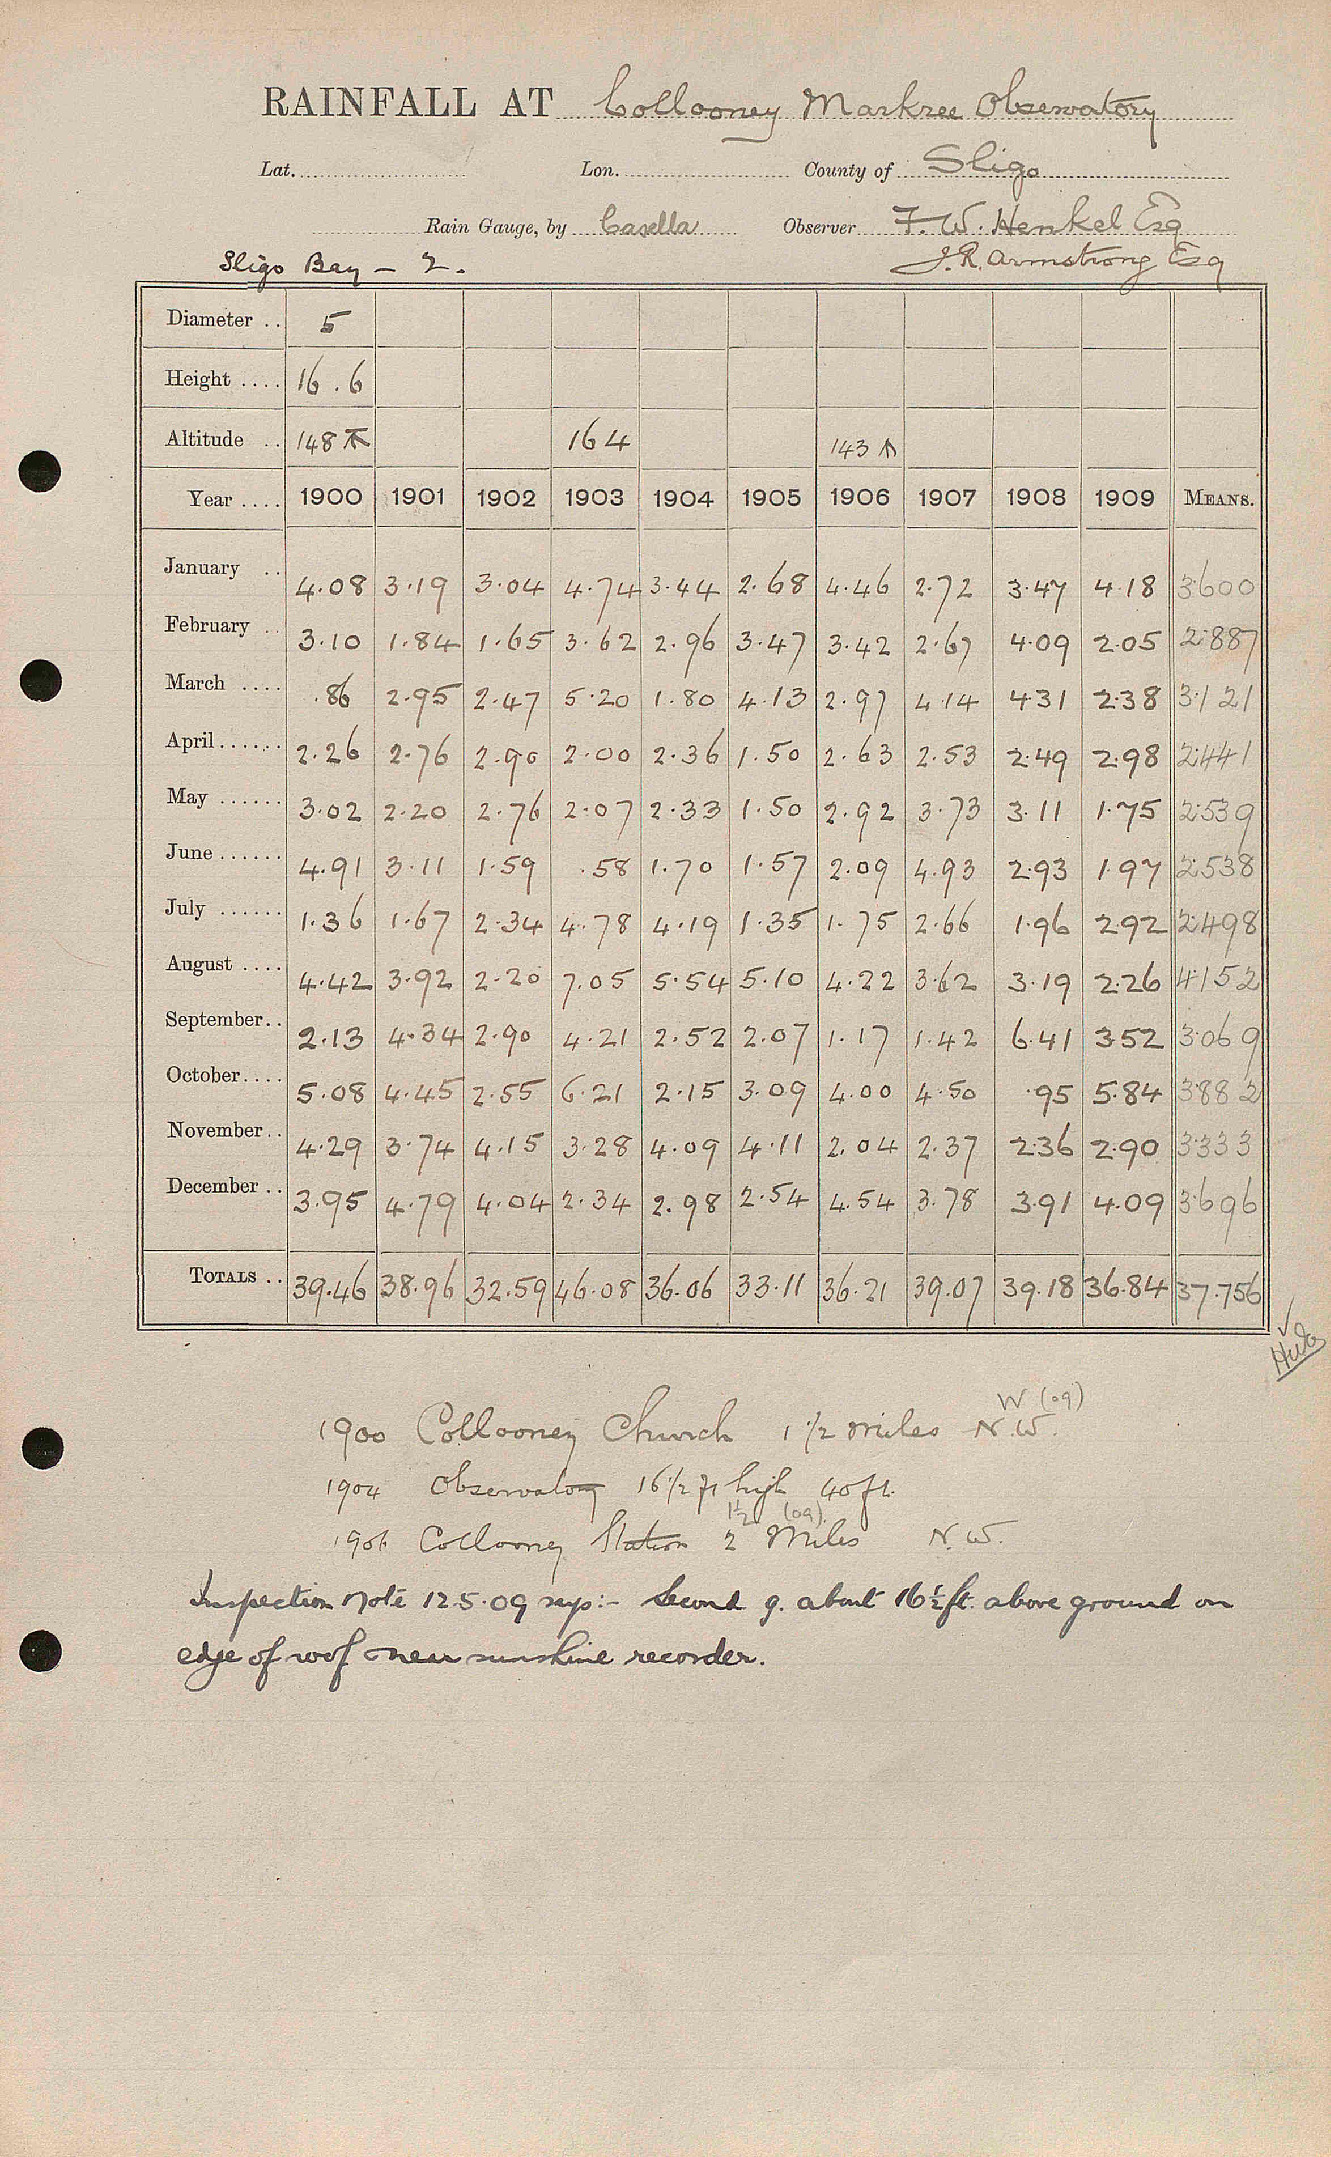 RAINFALL AT Collooney Markree Observatory
Lat. Lon. County of Sligo
Rain Gauge, by Casella Observer F. W. Henkel Esq
Sligo Bay – 2. J. R. Armstrong Esq
Diameter .. 5
Height .... 16.6
Altitude .. 148 ↑ 164 143 ↑
Year .... 1900 1901 1902 1903 1904 1905 1906 1907 1908 1909 MEANS.
January .. 4.08 3.19 3.04 4.74 3.44 2.68 4.46 2.72 3.47 4.18 3.600
February .. 3.10 1.84 1.65 3.62 2.96 3.47 3.42 2.67 4.09 2.05 2.887
March .... .86 2.95 2.47 5.20 1.80 4.13 2.97 4.14 4.31 2.38 3.121
April ...... 2.26 2.76 2.90 2.00 2.36 1.50 2.63 2.53 2.49 2.98 2.441
May ...... 3.02 2.20 2.76 2.07 2.33 1.50 2.92 3.73 3.11 1.75 2.539
June ...... 4.91 3.11 1.59 .58 1.70 1.57 2.09 4.93 2.93 1.97 2.538
July ...... 1.36 1.67 2.34 4.78 4.19 1.35 1.75 2.66 1.96 2.92 2.498
August .... 4.42 3.92 2.20 7.05 5.54 5.10 4.22 3.62 3.19 2.26 4.152
September.. 2.13 4.34 2.90 4.21 2.52 2.07 1.17 1.42 6.41 3.52 3.069
October.... 5.08 4.45 2.55 6.21 2.15 3.09 4.00 4.50 .95 5.84 3.882
November.. 4.29 3.74 4.15 3.28 4.09 4.11 2.04 2.37 2.36 2.90 3.333
December .. 3.95 4.79 4.04 2.34 2.98 2.54 4.54 3.78 3.91 4.09 3.696
TOTALS .. 39.46 38.96 32.59 46.08 36.06 33.11 36.21 39.07 39.18 36.84 37.756
W (09)
1900 Collooney Church 1 1/2 miles N.W.
1904 Observatory 16 1/2 ft high 40 ft.
1 1/2 (09)
1906 Collooney Station 2 Miles N.W.
Inspection Note 12.5.09 says:- Second g. about 16 1/2 ft. above ground on
edge of roof near sunshine recorder.